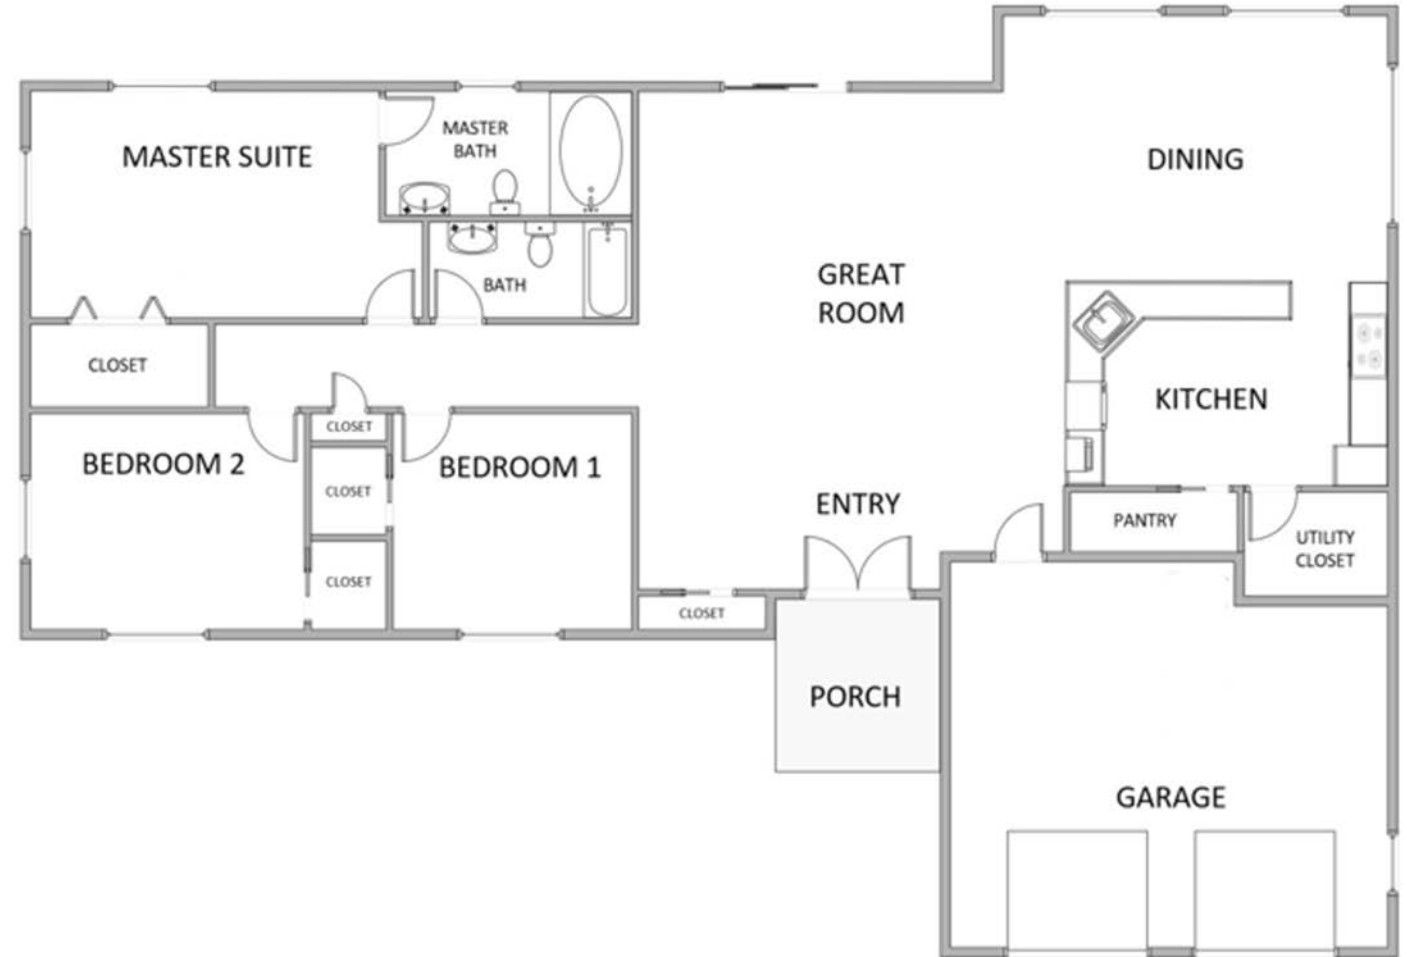 MASTER SUITE
MASTER
BATH
DINING
BATH
GREAT
ROOM
CLOSET
KITCHEN
CLOSET
BEDROOM 2
CLOSET
BEDROOM 1
ENTRY
PANTRY
UTILITY
CLOSET
CLOSET
CLOSET
PORCH
GARAGE